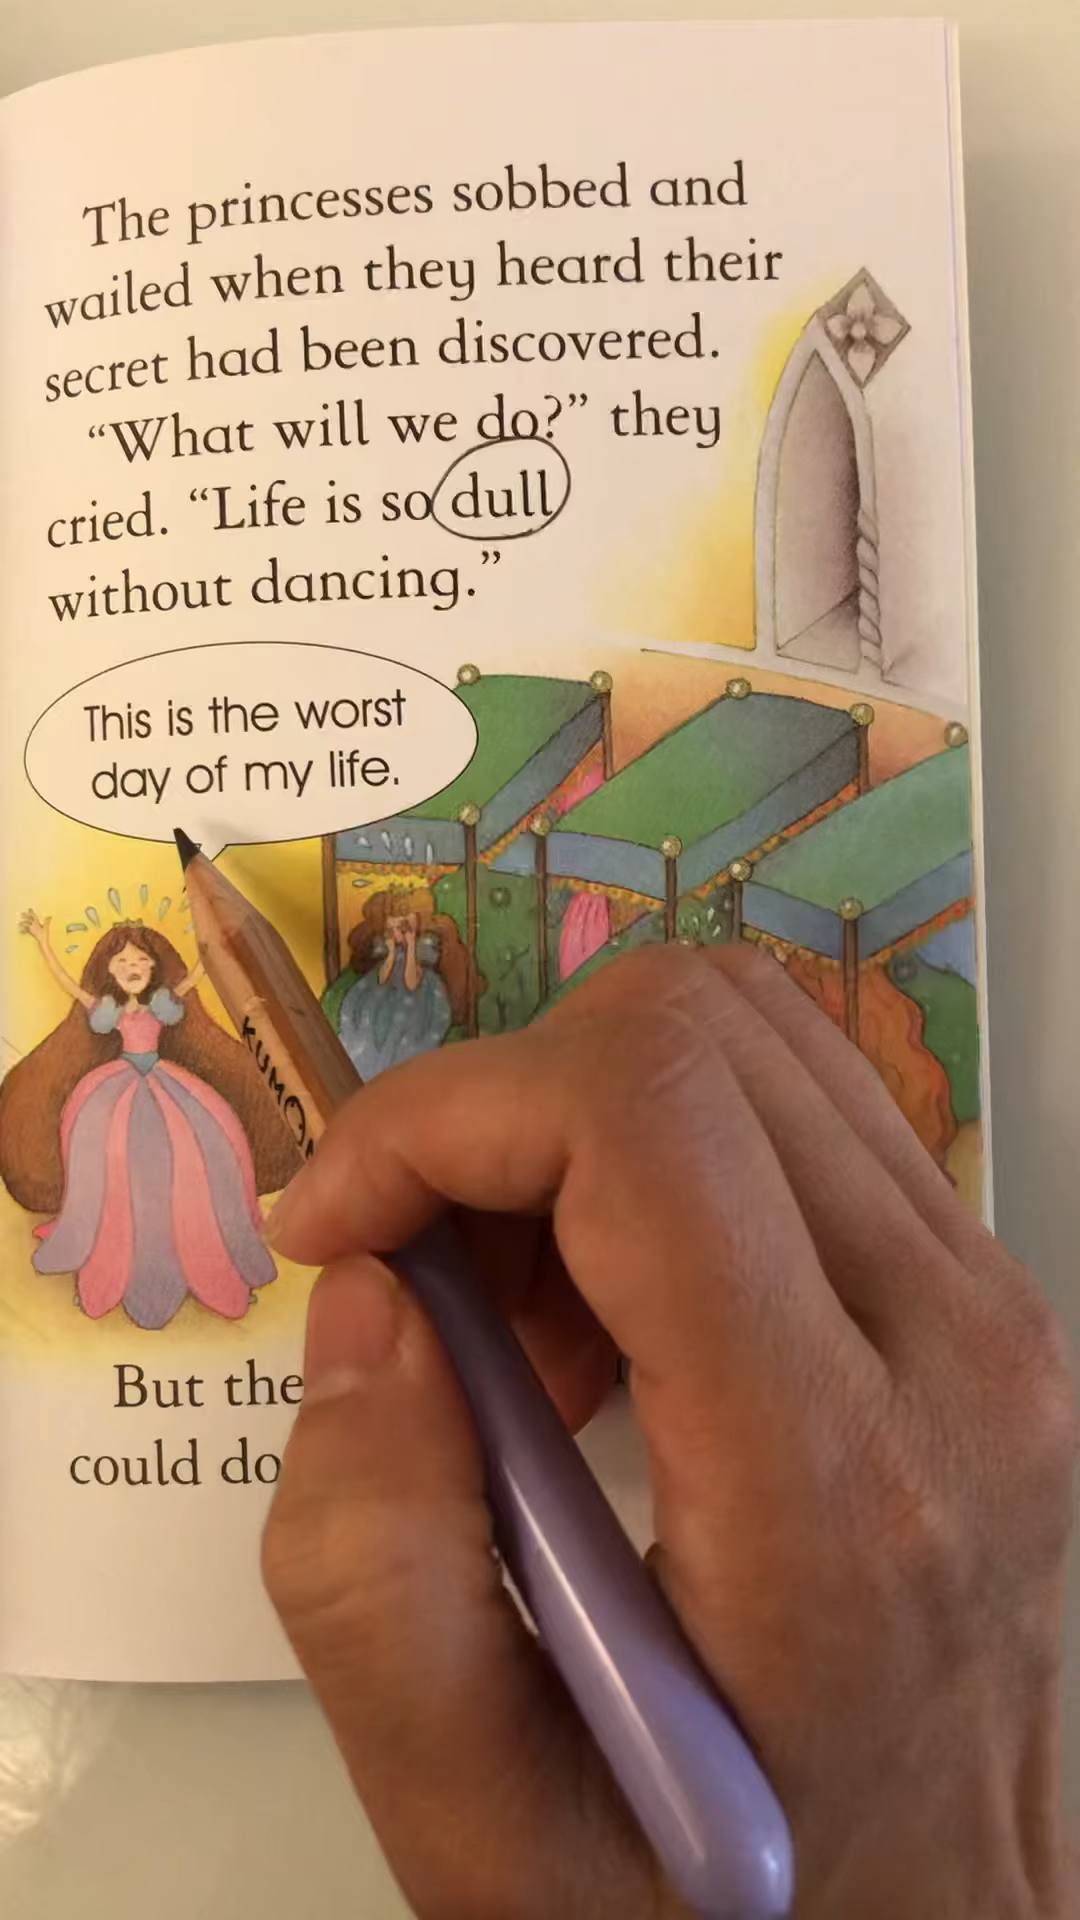 The princesses sobbed and
wailed when they heard their
secret had been discovered.
“What will we do?” they
cried. “Life is so dull
without dancing.”
This is the worst
day of my life.
KUMON
But the
could do